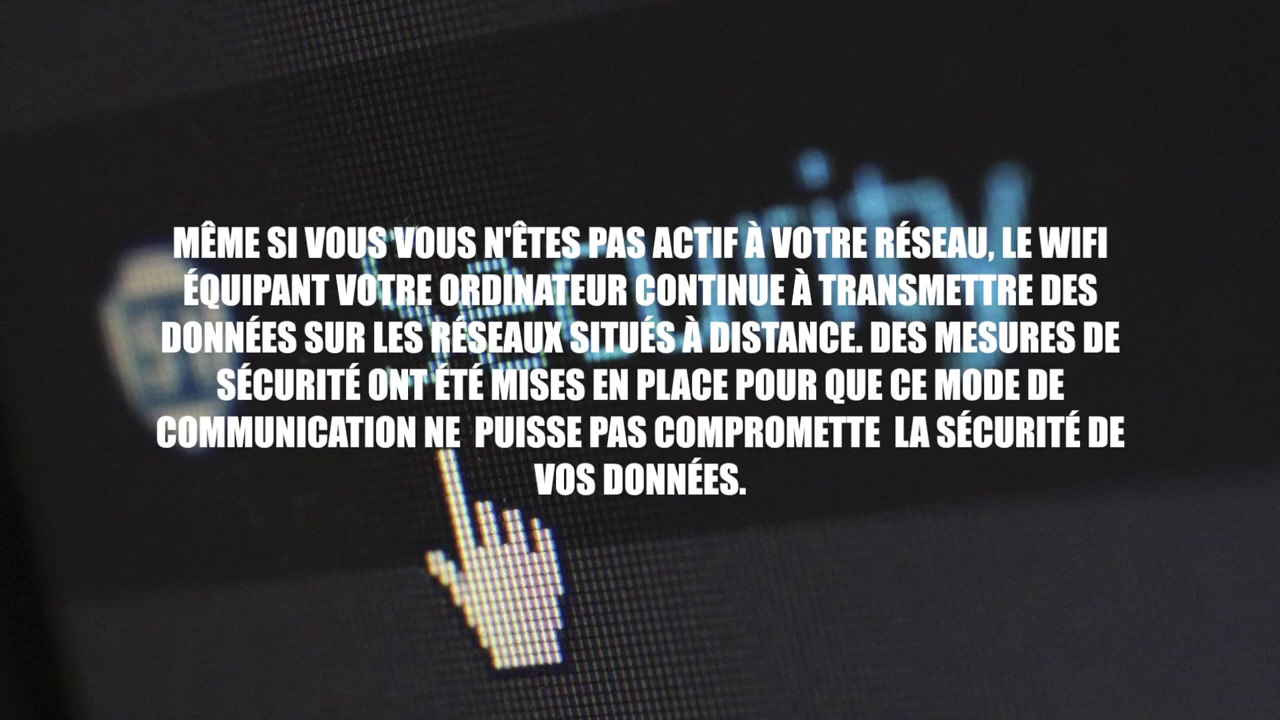 MÊME SI VOUS VOUS N'ÊTES PAS ACTIF À VOTRE RÉSEAU, LE WIFI
ÉQUIPANT VOTRE ORDINATEUR CONTINUE À TRANSMETTRE DES
DONNÉES SUR LES RÉSEAUX SITUÉS À DISTANCE. DES MESURES DE
SÉCURITÉ ONT ÉTÉ MISES EN PLACE POUR QUE CE MODE DE
COMMUNICATION NE  PUISSE PAS COMPROMETTE  LA SÉCURITÉ DE
VOS DONNÉES.
Security